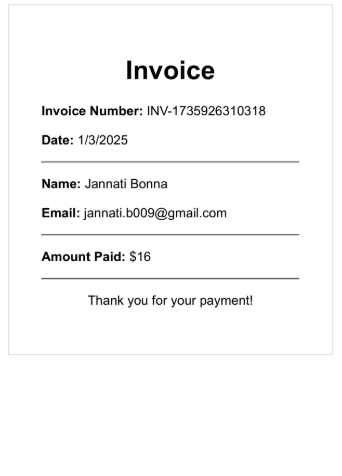 Invoice
Invoice Number: INV-1735926310318
Date: 1/3/2025
Name: Jannati Bonna
Email: jannati.b009@gmail.com
Amount Paid: $16
Thank you for your payment!